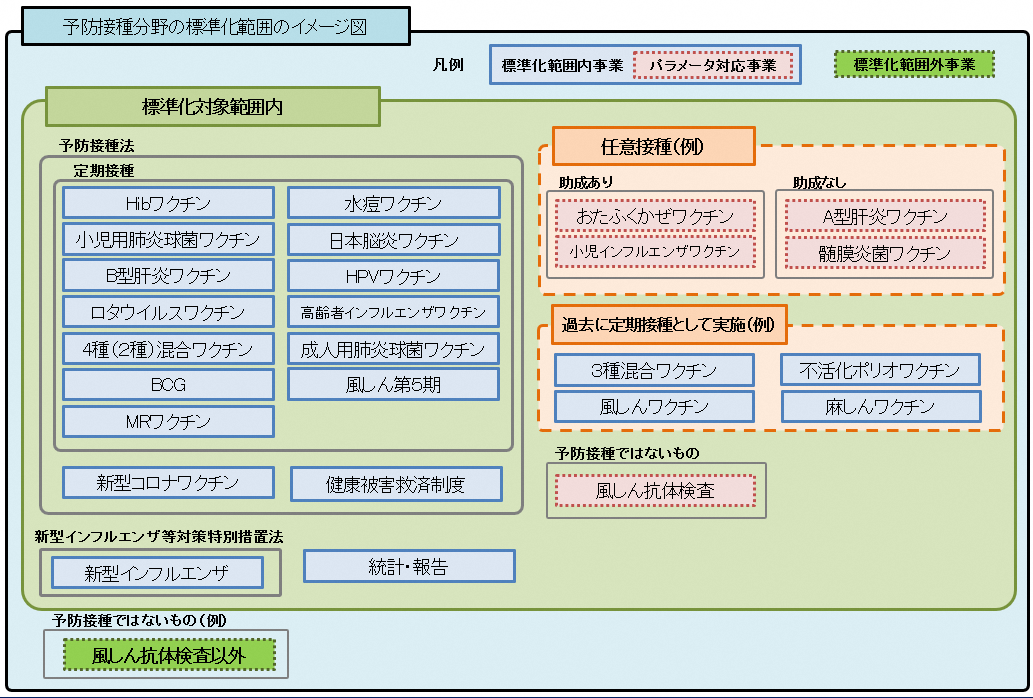 予防接種分野の標準化範囲のイメージ図
凡例
標準化範囲内事業
パラメータ対応事業
標準化範囲外事業
標準化対象範囲内
予防接種法
定期接種
Hibワクチン
小児用肺炎球菌ワクチン
B型肝炎ワクチン
ロタウイルスワクチン
4種(2種)混合ワクチン
BCG
MRワクチン
水痘ワクチン
日本脳炎ワクチン
HPVワクチン
高齢者インフルエンザワクチン
成人用肺炎球菌ワクチン
風しん第5期
新型コロナワクチン
健康被害救済制度
新型インフルエンザ等対策特別措置法
新型インフルエンザ
統計・報告
任意接種(例)
助成あり
おたふくかぜワクチン
小児インフルエンザワクチン
助成なし
A型肝炎ワクチン
髄膜炎菌ワクチン
過去に定期接種として実施(例)
3種混合ワクチン
不活化ポリオワクチン
風しんワクチン
麻しんワクチン
予防接種ではないもの
風しん抗体検査
予防接種ではないもの(例)
風しん抗体検査以外